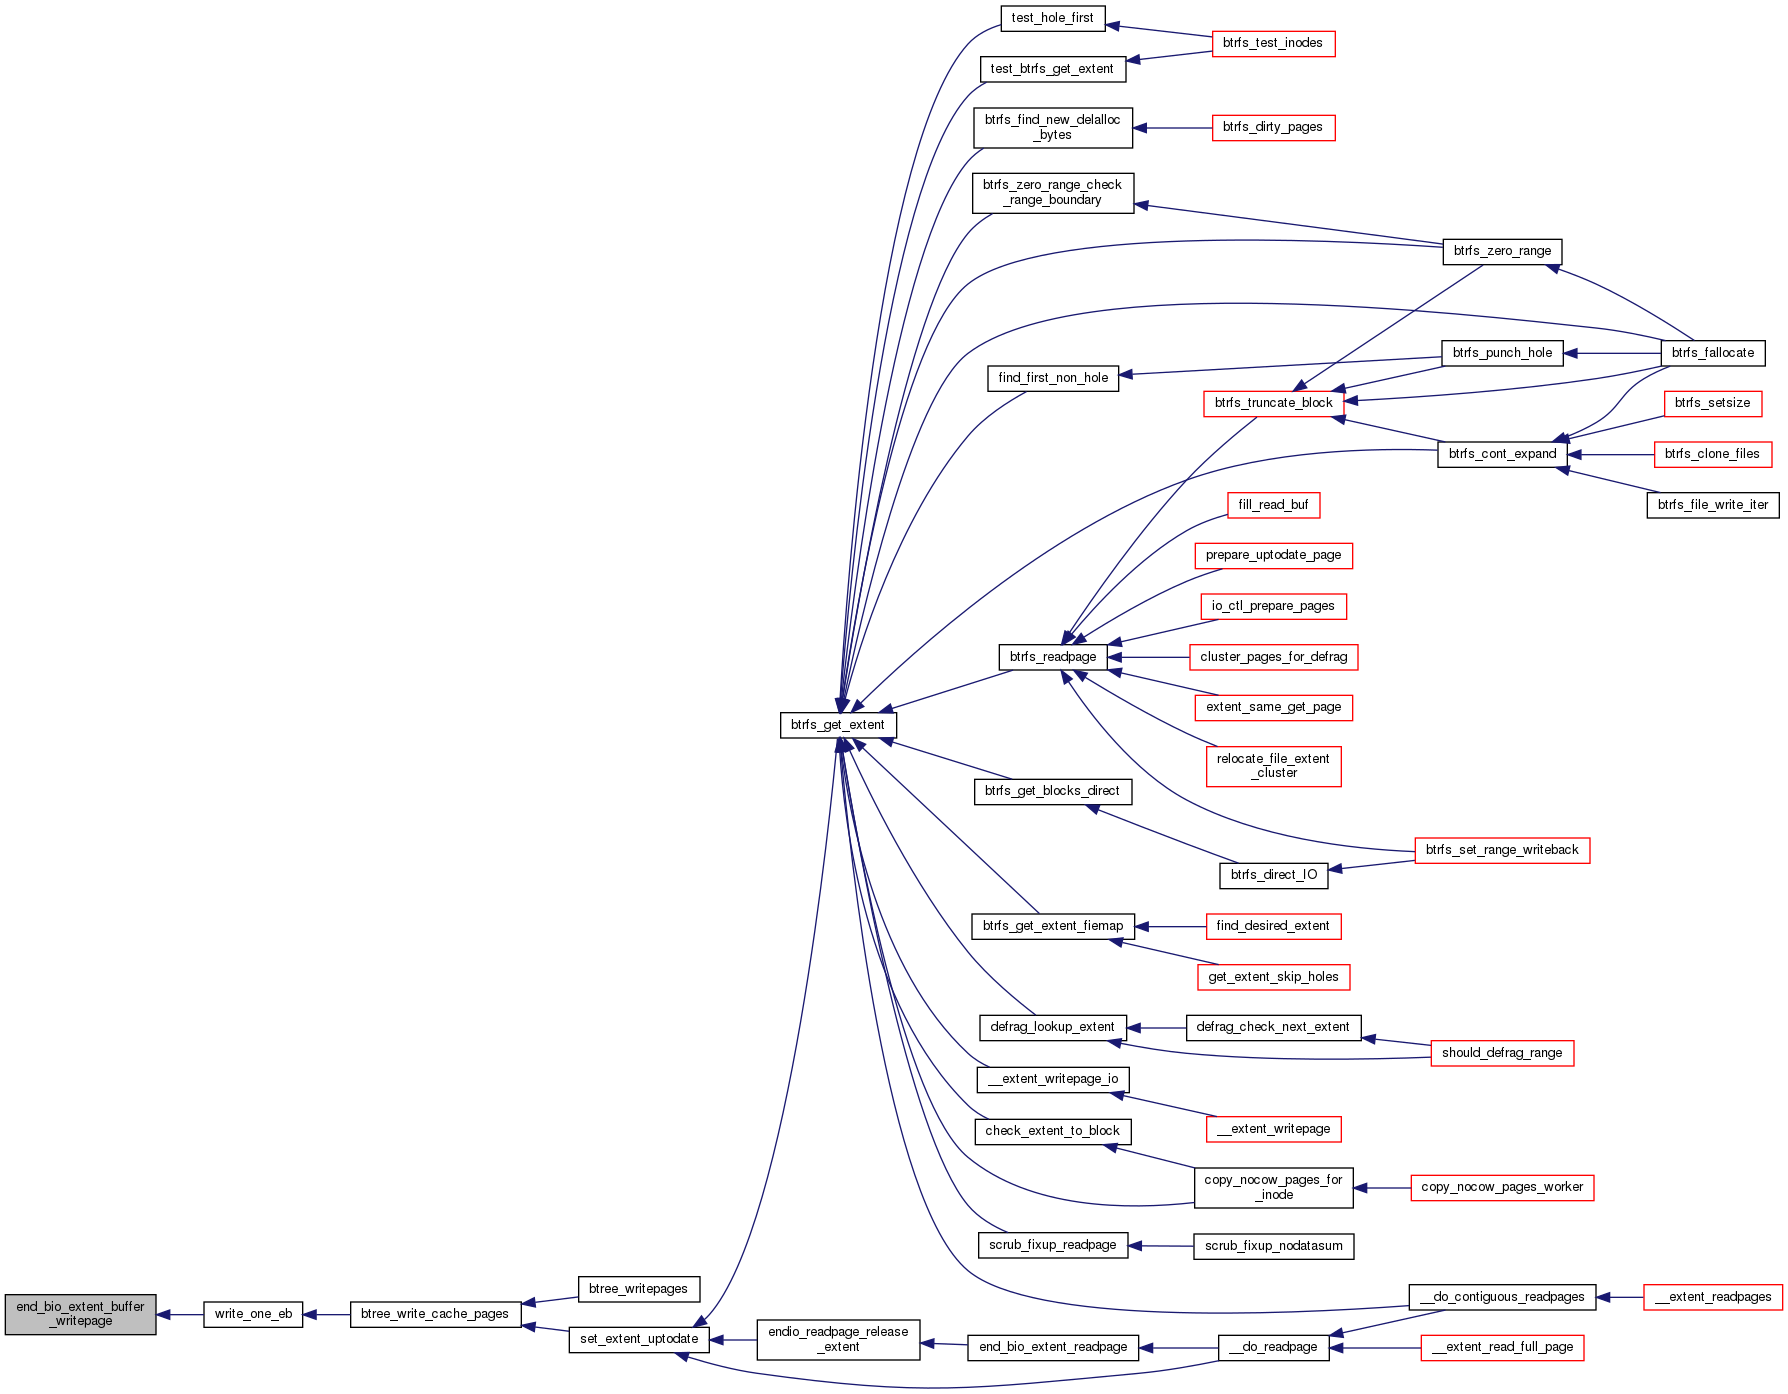 test_hole_first
btrfs_test_inodes
test_btrfs_get_extent
btrfs_find_new_delalloc
_bytes
btrfs_dirty_pages
btrfs_zero_range_check
_range_boundary
btrfs_zero_range
btrfs_punch_hole
btrfs_fallocate
find_first_non_hole
btrfs_truncate_block
btrfs_setsize
btrfs_cont_expand
btrfs_clone_files
btrfs_file_write_iter
fill_read_buf
prepare_uptodate_page
io_ctl_prepare_pages
btrfs_readpage
cluster_pages_for_defrag
extent_same_get_page
btrfs_get_extent
relocate_file_extent
_cluster
btrfs_get_blocks_direct
btrfs_set_range_writeback
btrfs_direct_IO
btrfs_get_extent_fiemap
find_desired_extent
get_extent_skip_holes
defrag_lookup_extent
defrag_check_next_extent
should_defrag_range
__extent_writepage_io
__extent_writepage
check_extent_to_block
copy_nocow_pages_for
_inode
copy_nocow_pages_worker
scrub_fixup_readpage
scrub_fixup_nodatasum
btree_writepages
__do_contiguous_readpages
__extent_readpages
end_bio_extent_buffer
_writepage
write_one_eb
btree_write_cache_pages
set_extent_uptodate
endio_readpage_release
_extent
end_bio_extent_readpage
__do_readpage
__extent_read_full_page